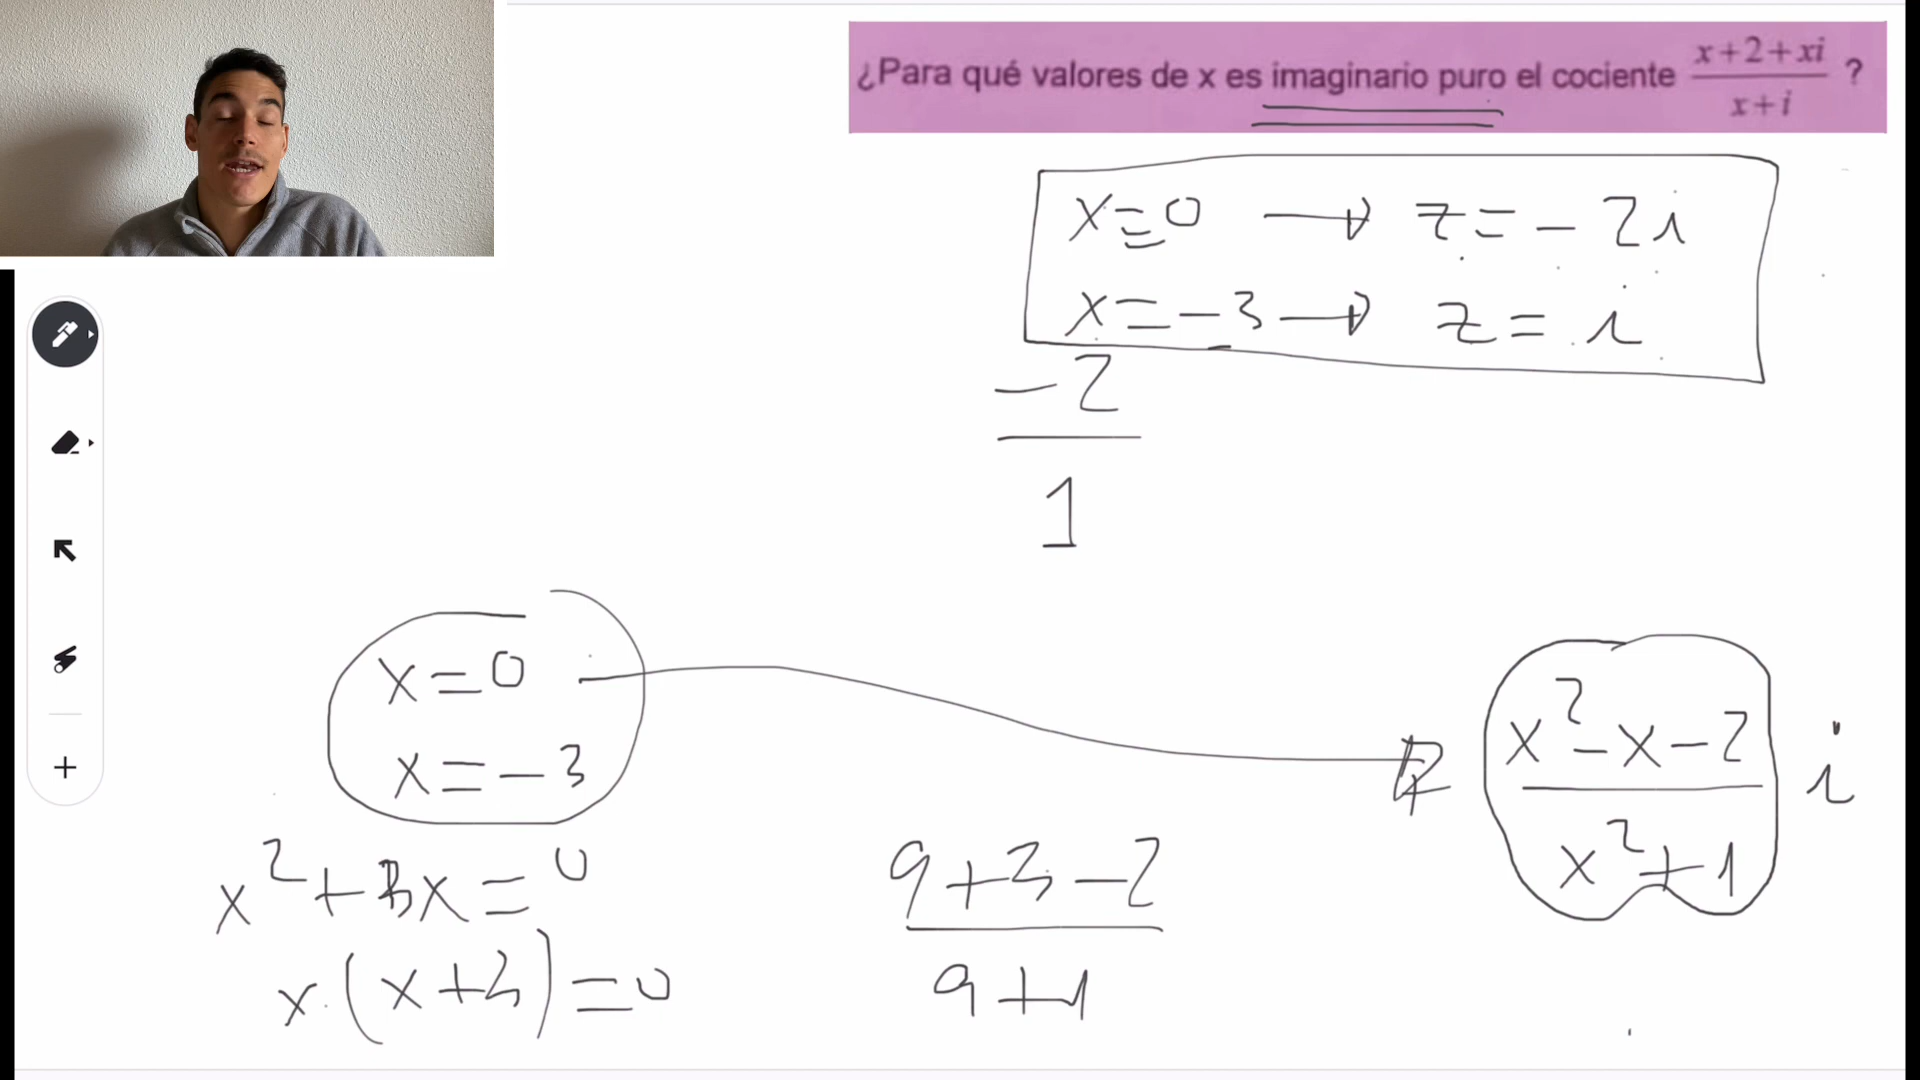 ¿Para qué valores de x es imaginario puro el cociente (x+2+xi)/(x+i) ?
x=0 → z=-2i
x=-3 → z=i
-2/1
x=0
x=-3
(x²-x-2)/(x²+1) i
x²+3x=0
(9+3-2)/(9+1)
x·(x+3)=0